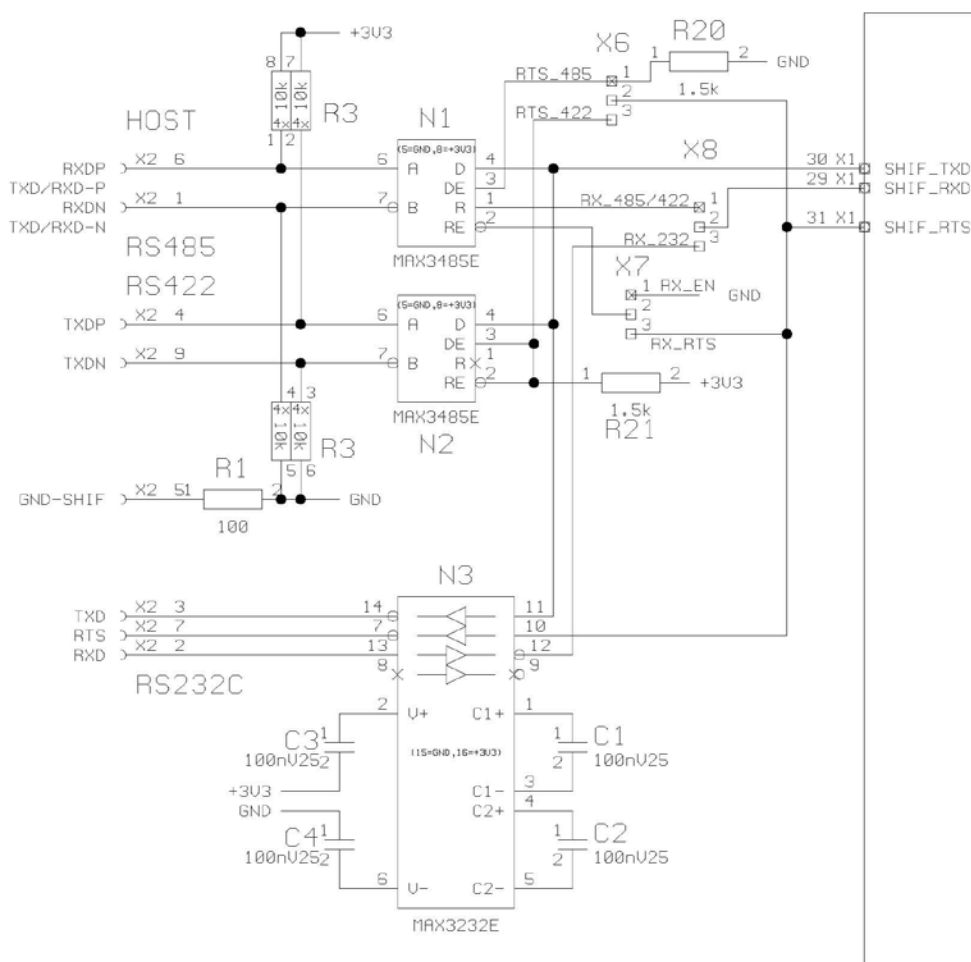 +3V3
8 7
10k 10k
4x 4x
R3
1 2
X6
R20
1 2
GND
1.5k
RTS_485
1
2
3
RTS_422
HOST
N1
(5=GND,8=+3V3)
RXDP X2 6
6 A D 4
TXD/RXD-P
DE 3
RXDN X2 1
7 B R 1
TXD/RXD-N
RE 2
MAX3485E
X8
RX_485/422
1
2
3
RX_232
30 X1 SHIF_TXD
29 X1 SHIF_RXD
31 X1 SHIF_RTS
RS485
RS422
X7
1 RX_EN GND
2
3
RX_RTS
(5=GND,8=+3V3)
TXDP X2 4
6 A D 4
DE 3
TXDN X2 9
7 B R 1
RE 2
MAX3485E
N2
1 2 +3V3
1.5k
R21
4 3
4x 4x
10k 10k
R3
5 6
R1
GND-SHIF X2 5 1 2 GND
100
N3
TXD X2 3 14 11
RTS X2 7 7 10
RXD X2 2 13 12
8 9
RS232C
2 V+ C1+ 1
C3 1
100nV25
2
(15=GND,16=+3V3)
1 C1
100nV25
2
+3V3
C1- 3
GND
C2+ 4
C4 1
100nV25
2
1 C2
100nV25
2
6 V- C2- 5
MAX3232E